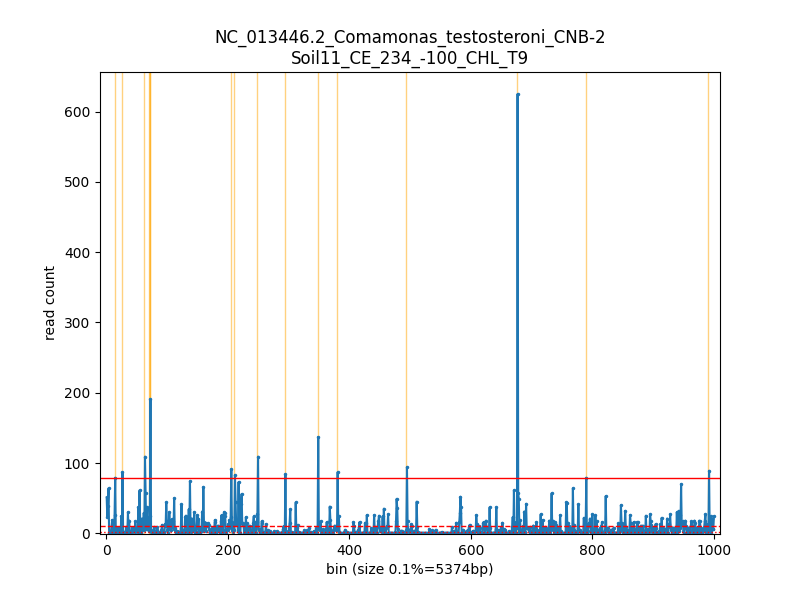 NC_013446.2_Comamonas_testosteroni_CNB-2
Soil11_CE_234_-100_CHL_T9
600
500
400
300
200
100
0
read count
0 200 400 600 800 1000
bin (size 0.1%=5374bp)